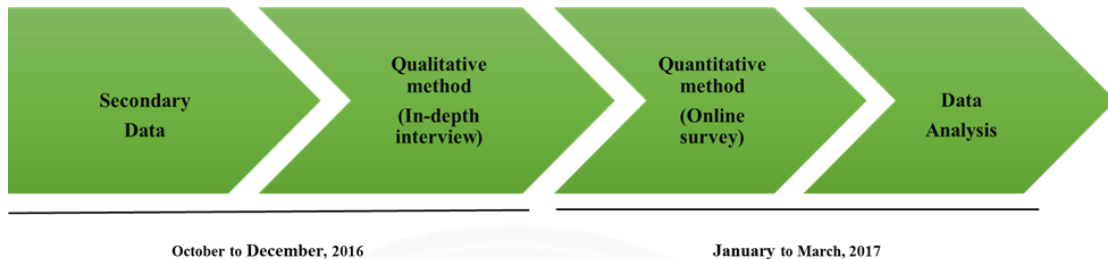 Secondary
Data
Qualitative
method
(In-depth
interview)
Quantitative
method
(Online
survey)
Data
Analysis
October to December, 2016
January to March, 2017